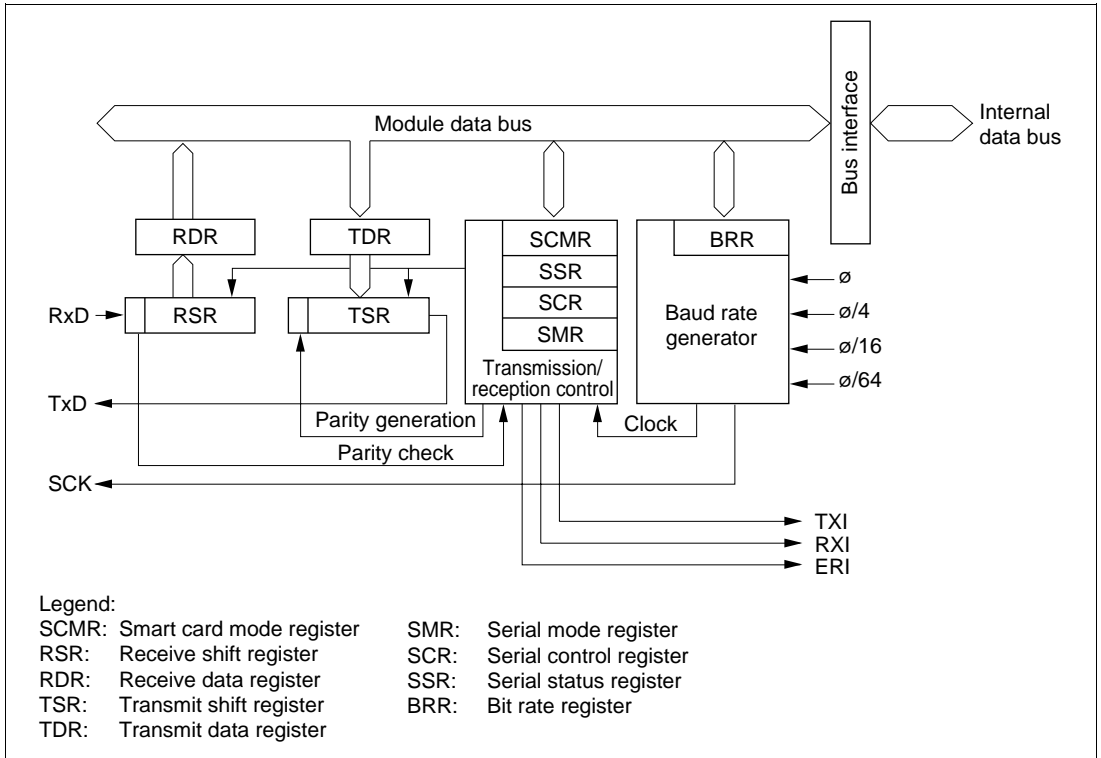 Module data bus
Bus interface
Internal
data bus
RDR
TDR
SCMR
SSR
SCR
SMR
Transmission/
reception control
BRR
Baud rate
generator
ø
ø/4
ø/16
ø/64
RxD
RSR
TSR
TxD
Parity generation
Parity check
Clock
SCK
TXI
RXI
ERI
Legend:
SCMR: Smart card mode register
RSR: Receive shift register
RDR: Receive data register
TSR: Transmit shift register
TDR: Transmit data register
SMR: Serial mode register
SCR: Serial control register
SSR: Serial status register
BRR: Bit rate register